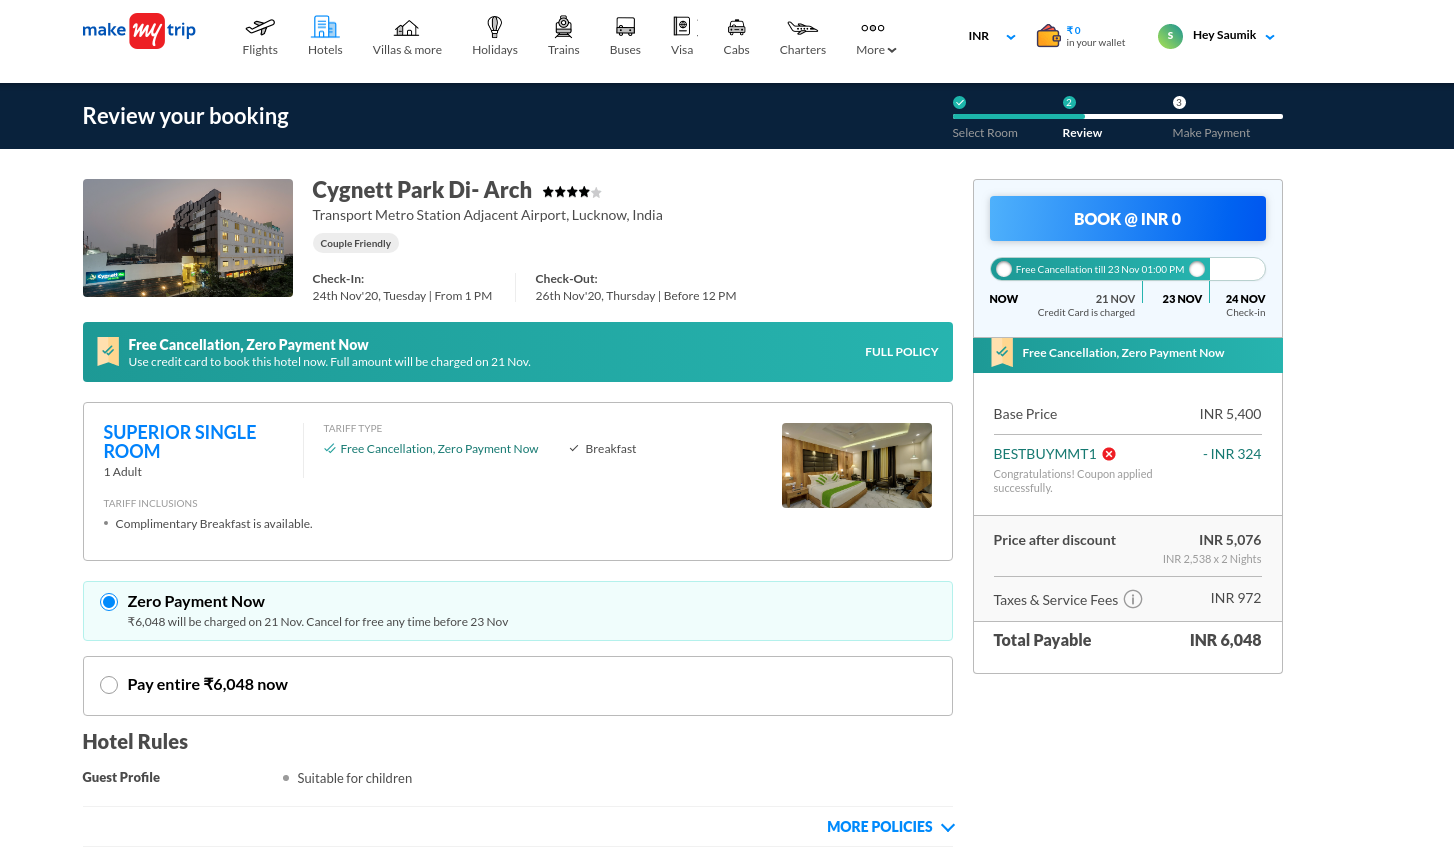 make my trip
Flights
Hotels
Villas & more
Holidays
Trains
Buses
Visa
Cabs
Charters
More
INR
₹ 0
in your wallet
S
Hey Saumik
Review your booking
2
3
Select Room
Review
Make Payment
Cygnett Park Di- Arch
Transport Metro Station Adjacent Airport, Lucknow, India
Couple Friendly
Check-In:
24th Nov'20, Tuesday | From 1 PM
Check-Out:
26th Nov'20, Thursday | Before 12 PM
Free Cancellation, Zero Payment Now
Use credit card to book this hotel now. Full amount will be charged on 21 Nov.
FULL POLICY
SUPERIOR SINGLE
ROOM
1 Adult
TARIFF TYPE
Free Cancellation, Zero Payment Now
Breakfast
TARIFF INCLUSIONS
Complimentary Breakfast is available.
Zero Payment Now
₹6,048 will be charged on 21 Nov. Cancel for free any time before 23 Nov
Pay entire ₹6,048 now
Hotel Rules
Guest Profile
Suitable for children
MORE POLICIES
BOOK @ INR 0
Free Cancellation till 23 Nov 01:00 PM
NOW
21 NOV
23 NOV
24 NOV
Credit Card is charged
Check-in
Free Cancellation, Zero Payment Now
Base Price
INR 5,400
BESTBUYMMT1
- INR 324
Congratulations! Coupon applied
successfully.
Price after discount
INR 5,076
INR 2,538 x 2 Nights
Taxes & Service Fees
INR 972
Total Payable
INR 6,048